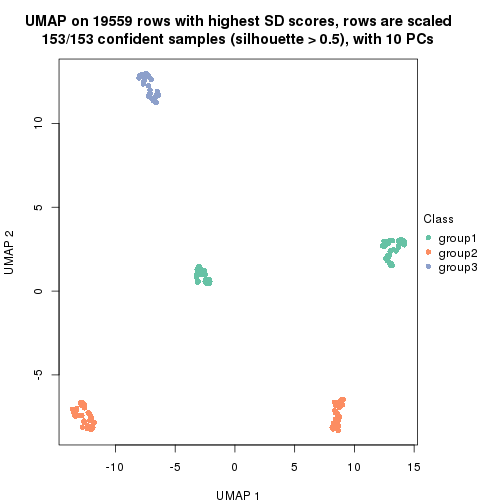 UMAP on 19559 rows with highest SD scores, rows are scaled
153/153 confident samples (silhouette > 0.5), with 10 PCs
10
5
0
-5
UMAP 2
-10
-5
0
5
10
15
UMAP 1
Class
group1
group2
group3